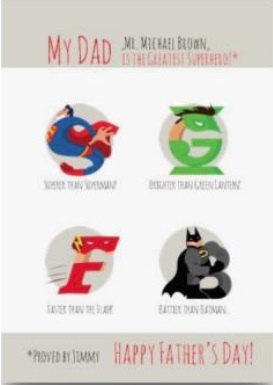 MY DAD ,MR. MICHAEL BROWN,
IS THE GREATEST SUPERHERO!*
S
G
SUPERER THAN SUPERMAN!
BRIGHTER THAN GREEN LANTERN!
F
B
FASTER THAN THE FLASH!
BATTIER THAN BATMAN...
*PROVED BY JIMMY HAPPY FATHER'S DAY!